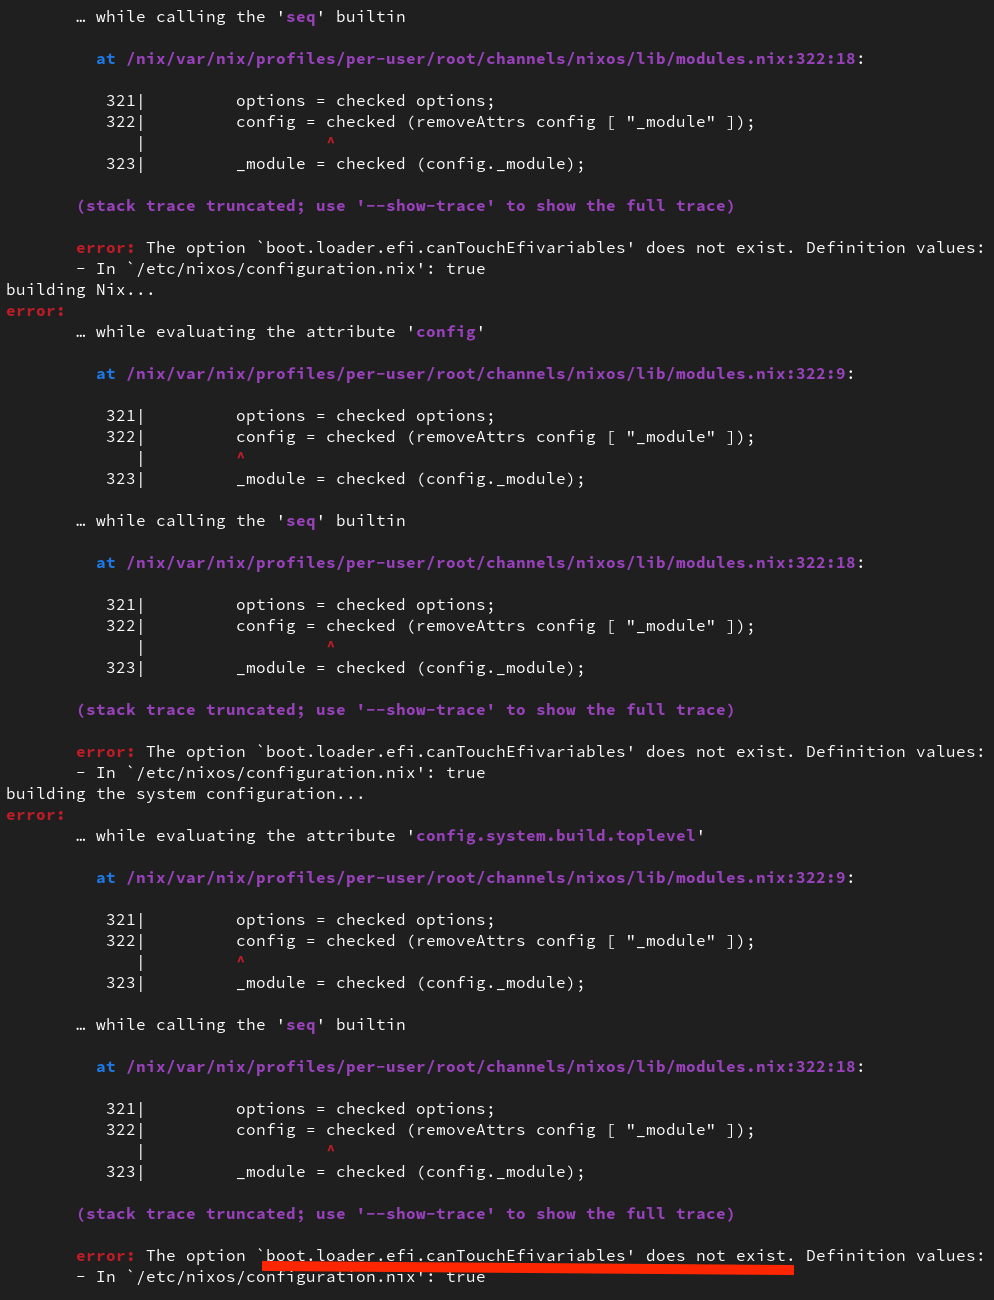 … while calling the 'seq' builtin
at /nix/var/nix/profiles/per-user/root/channels/nixos/lib/modules.nix:322:18:
321|         options = checked options;
322|         config = checked (removeAttrs config [ "_module" ]);
|                  ^
323|         _module = checked (config._module);
(stack trace truncated; use '--show-trace' to show the full trace)
error: The option `boot.loader.efi.canTouchEfivariables' does not exist. Definition values:
- In `/etc/nixos/configuration.nix': true
building Nix...
error:
… while evaluating the attribute 'config'
at /nix/var/nix/profiles/per-user/root/channels/nixos/lib/modules.nix:322:9:
321|         options = checked options;
322|         config = checked (removeAttrs config [ "_module" ]);
|         ^
323|         _module = checked (config._module);
… while calling the 'seq' builtin
at /nix/var/nix/profiles/per-user/root/channels/nixos/lib/modules.nix:322:18:
321|         options = checked options;
322|         config = checked (removeAttrs config [ "_module" ]);
|                  ^
323|         _module = checked (config._module);
(stack trace truncated; use '--show-trace' to show the full trace)
error: The option `boot.loader.efi.canTouchEfivariables' does not exist. Definition values:
- In `/etc/nixos/configuration.nix': true
building the system configuration...
error:
… while evaluating the attribute 'config.system.build.toplevel'
at /nix/var/nix/profiles/per-user/root/channels/nixos/lib/modules.nix:322:9:
321|         options = checked options;
322|         config = checked (removeAttrs config [ "_module" ]);
|         ^
323|         _module = checked (config._module);
… while calling the 'seq' builtin
at /nix/var/nix/profiles/per-user/root/channels/nixos/lib/modules.nix:322:18:
321|         options = checked options;
322|         config = checked (removeAttrs config [ "_module" ]);
|                  ^
323|         _module = checked (config._module);
(stack trace truncated; use '--show-trace' to show the full trace)
error: The option `boot.loader.efi.canTouchEfivariables' does not exist. Definition values:
- In `/etc/nixos/configuration.nix': true